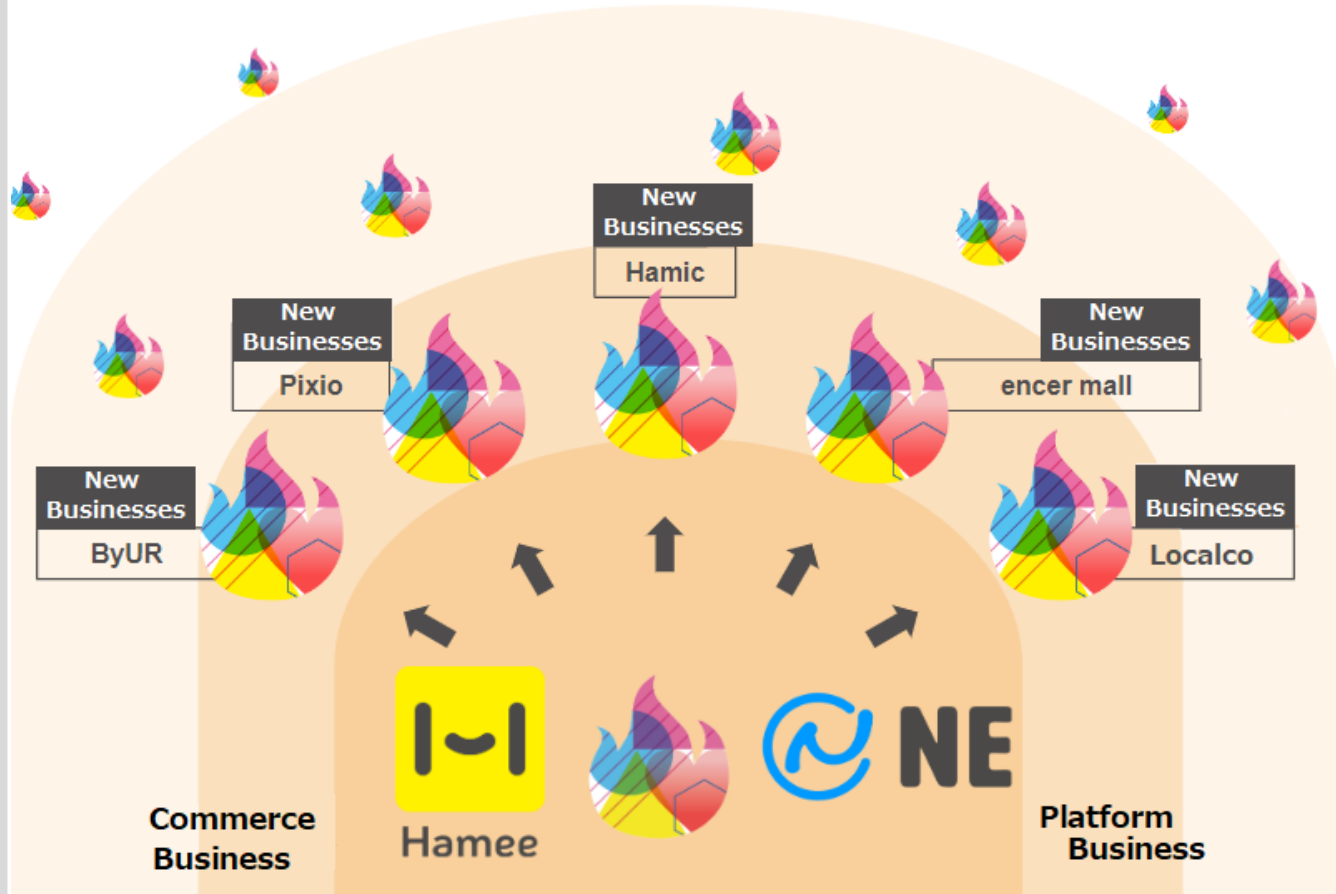 New
Businesses
Hamic
New
Businesses
Pixio
New
Businesses
encer mall
New
Businesses
ByUR
New
Businesses
Localco
Hamee
NE
Commerce
Business
Platform
Business